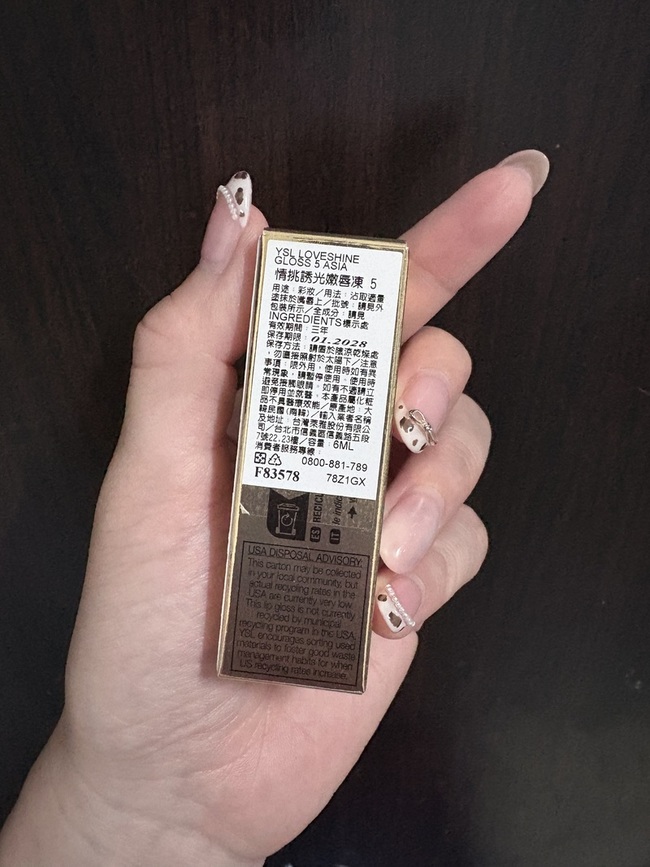 YSL LOVESHINE
GLOSS 5 ASIA
情挑誘光嫩唇凍 5
用途：彩妝/用法：沾取適量
塗抹於嘴唇上/批號：請見外
包裝所示/全成分：請見
INGREDIENTS標示處
有效期間：三年
保存期限：01.2028
保存方法：請置於陰涼乾燥處
，勿直接照射於太陽下/注意
事項：限外用，使用時如有異
常現象，請暫停使用，使用時
避免接觸眼睛，如有不適請立
即停用並就醫，本產品屬化粧
品不具醫療效能/原產地：大
韓民國(南韓)/輸入業者名稱
及地址：台灣萊雅股份有限公
司/台北市信義區信義路五段
7號22.23樓/容量：6ML
消費者服務專線：
0800-881-789
F83578 78Z1GX
ES RECICL
IT le indic
USA DISPOSAL ADVISORY:
This carton may be collected
in your local community, but
actual recycling rates in the
USA are currently very low.
This lip gloss is not currently
recycled by municipal
recycling program in the USA.
YSL encourages sorting used
materials to foster good waste
management habits for when
US recycling rates increase.